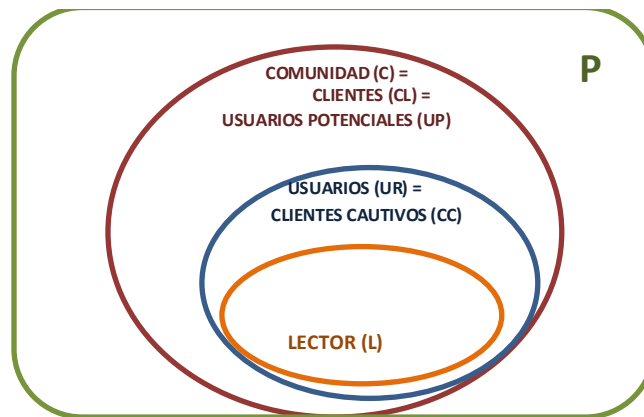 P
COMUNIDAD (C) =
CLIENTES (CL) =
USUARIOS POTENCIALES (UP)
USUARIOS (UR) =
CLIENTES CAUTIVOS (CC)
LECTOR (L)